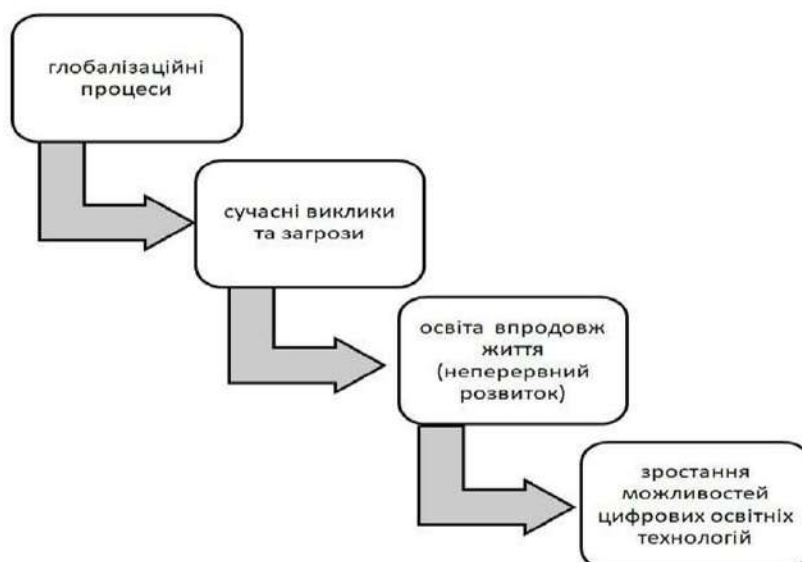 глобалізаційні
процеси
сучасні виклики
та загрози
освіта впродовж
життя
(неперервний
розвиток)
зростання
можливостей
цифрових освітніх
технологій